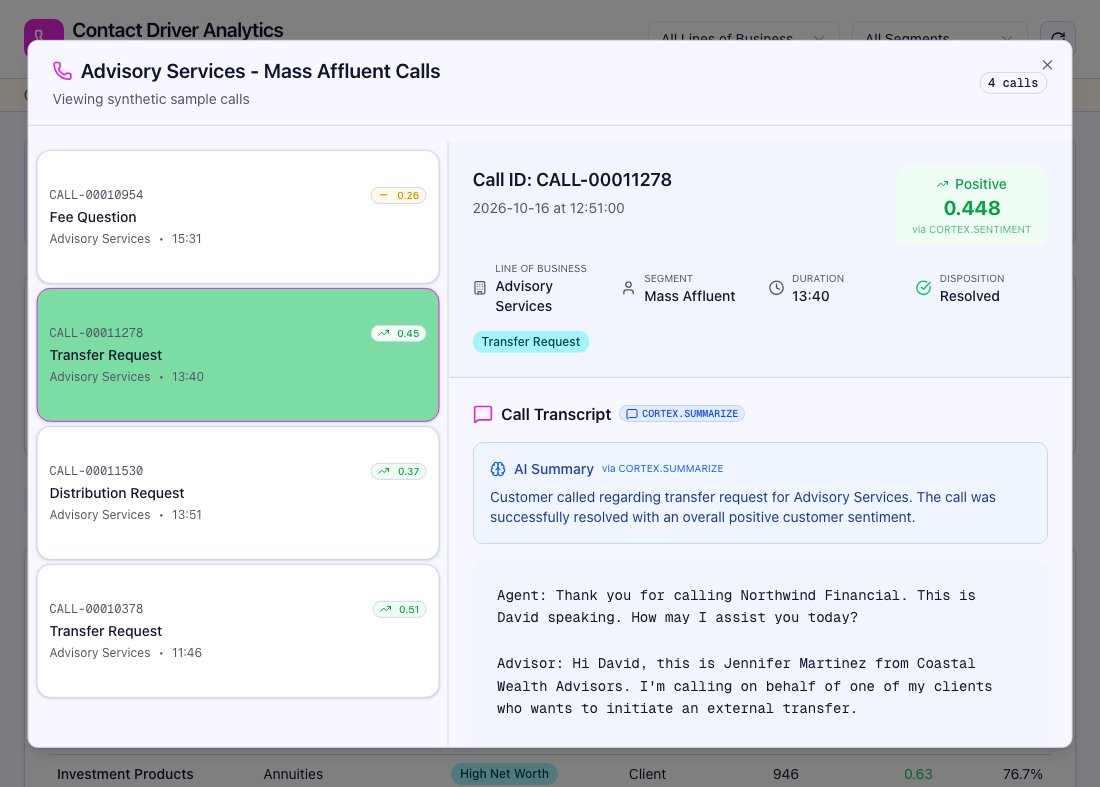 Contact Driver Analytics
All Lines of Business
All Segments
Advisory Services - Mass Affluent Calls
Viewing synthetic sample calls
4 calls
CALL-00010954
0.26
Fee Question
Advisory Services • 15:31
CALL-00011278
0.45
Transfer Request
Advisory Services • 13:40
CALL-00011530
0.37
Distribution Request
Advisory Services • 13:51
CALL-00010378
0.51
Transfer Request
Advisory Services • 11:46
Call ID: CALL-00011278
2026-10-16 at 12:51:00
Positive
0.448
via CORTEX.SENTIMENT
LINE OF BUSINESS
Advisory
Services
SEGMENT
Mass Affluent
DURATION
13:40
DISPOSITION
Resolved
Transfer Request
Call Transcript
CORTEX.SUMMARIZE
AI Summary via CORTEX.SUMMARIZE
Customer called regarding transfer request for Advisory Services. The call was
successfully resolved with an overall positive customer sentiment.
Agent: Thank you for calling Northwind Financial. This is
David speaking. How may I assist you today?
Advisor: Hi David, this is Jennifer Martinez from Coastal
Wealth Advisors. I'm calling on behalf of one of my clients
who wants to initiate an external transfer.
Investment Products Annuities High Net Worth Client 946 0.63 76.7%